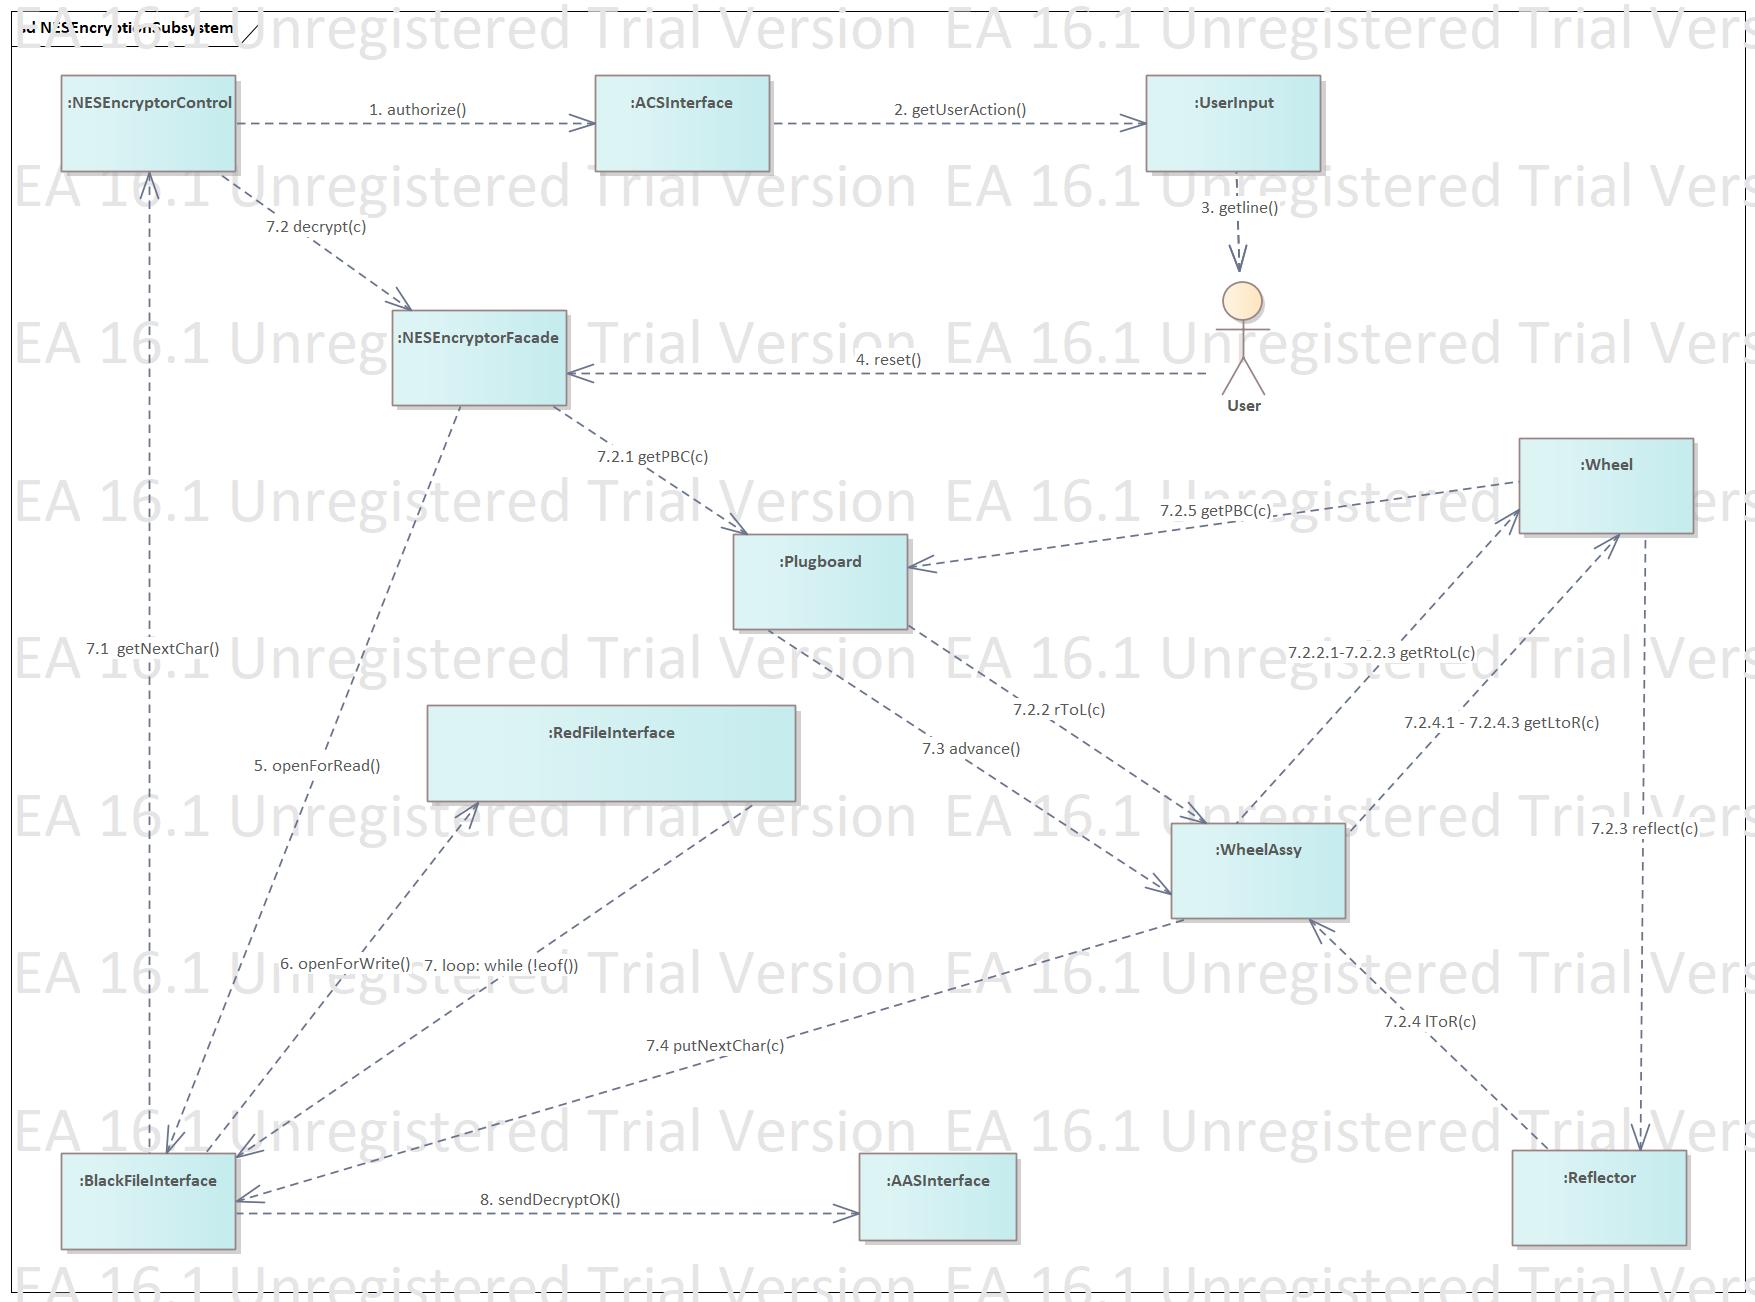 sd NESEncryptionSubsystem
EA 16.1 Unregistered Trial Version EA 16.1 Unregistered Trial Vers
:NESEncryptorControl
:ACSInterface
:UserInput
1. authorize()
2. getUserAction()
EA 16.1 Unregistered Trial Version EA 16.1 Unregistered Trial Vers
3. getline()
7.2 decrypt(c)
:NESEncryptorFacade
EA 16.1 Unreg Trial Version EA 16.1 Unregistered Trial Vers
4. reset()
User
7.2.1 getPBC(c)
:Wheel
EA 16.1 Unregistered Trial Version EA 16.1 Unregistered Trial Vers
7.2.5 getPBC(c)
:Plugboard
7.1 getNextChar()
7.2.2.1-7.2.2.3 getRtoL(c)
EA 16.1 Unregistered Trial Version EA 16.1 Unregistered Trial Vers
7.2.2 rToL(c)
7.2.4.1 - 7.2.4.3 getLtoR(c)
:RedFileInterface
7.3 advance()
5. openForRead()
EA 16.1 Unregistered Trial Version EA 16.1 Unregistered Trial Vers
7.2.3 reflect(c)
:WheelAssy
6. openForWrite()
7. loop: while (!eof())
EA 16.1 Unregistered Trial Version EA 16.1 Unregistered Trial Vers
7.2.4 lToR(c)
7.4 putNextChar(c)
EA 16.1 Unregistered Trial Version EA 16.1 Unregistered Trial Vers
:BlackFileInterface
:AASInterface
:Reflector
8. sendDecryptOK()
EA 16.1 Unregistered Trial Version EA 16.1 Unregistered Trial Vers